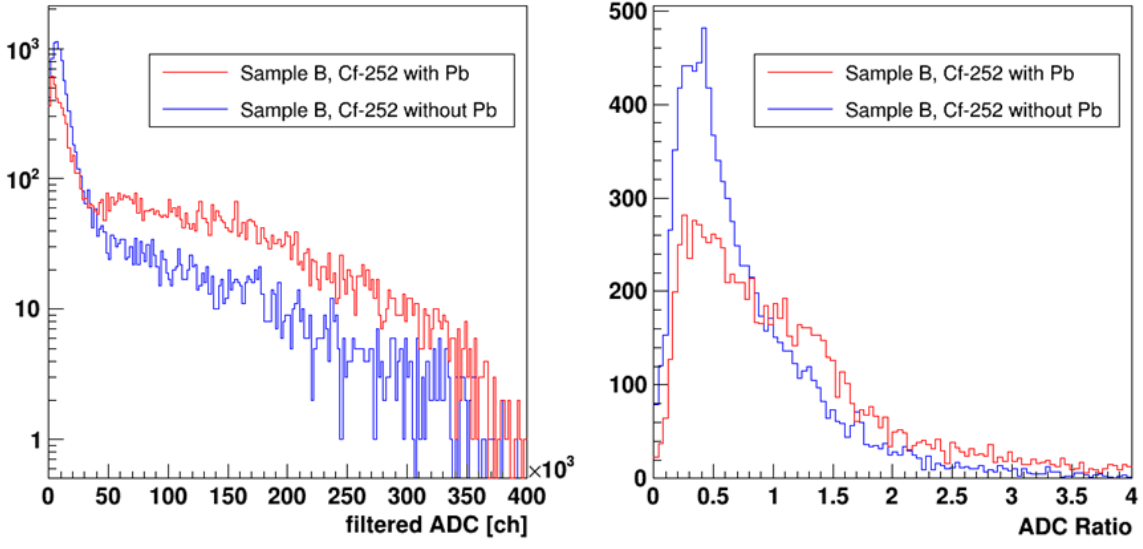 10³
10²
10
1
Sample B, Cf-252 with Pb
Sample B, Cf-252 without Pb
0 50 100 150 200 250 300 350 400
×10³
filtered ADC [ch]
500
400
300
200
100
0
Sample B, Cf-252 with Pb
Sample B, Cf-252 without Pb
0 0.5 1 1.5 2 2.5 3 3.5 4
ADC Ratio